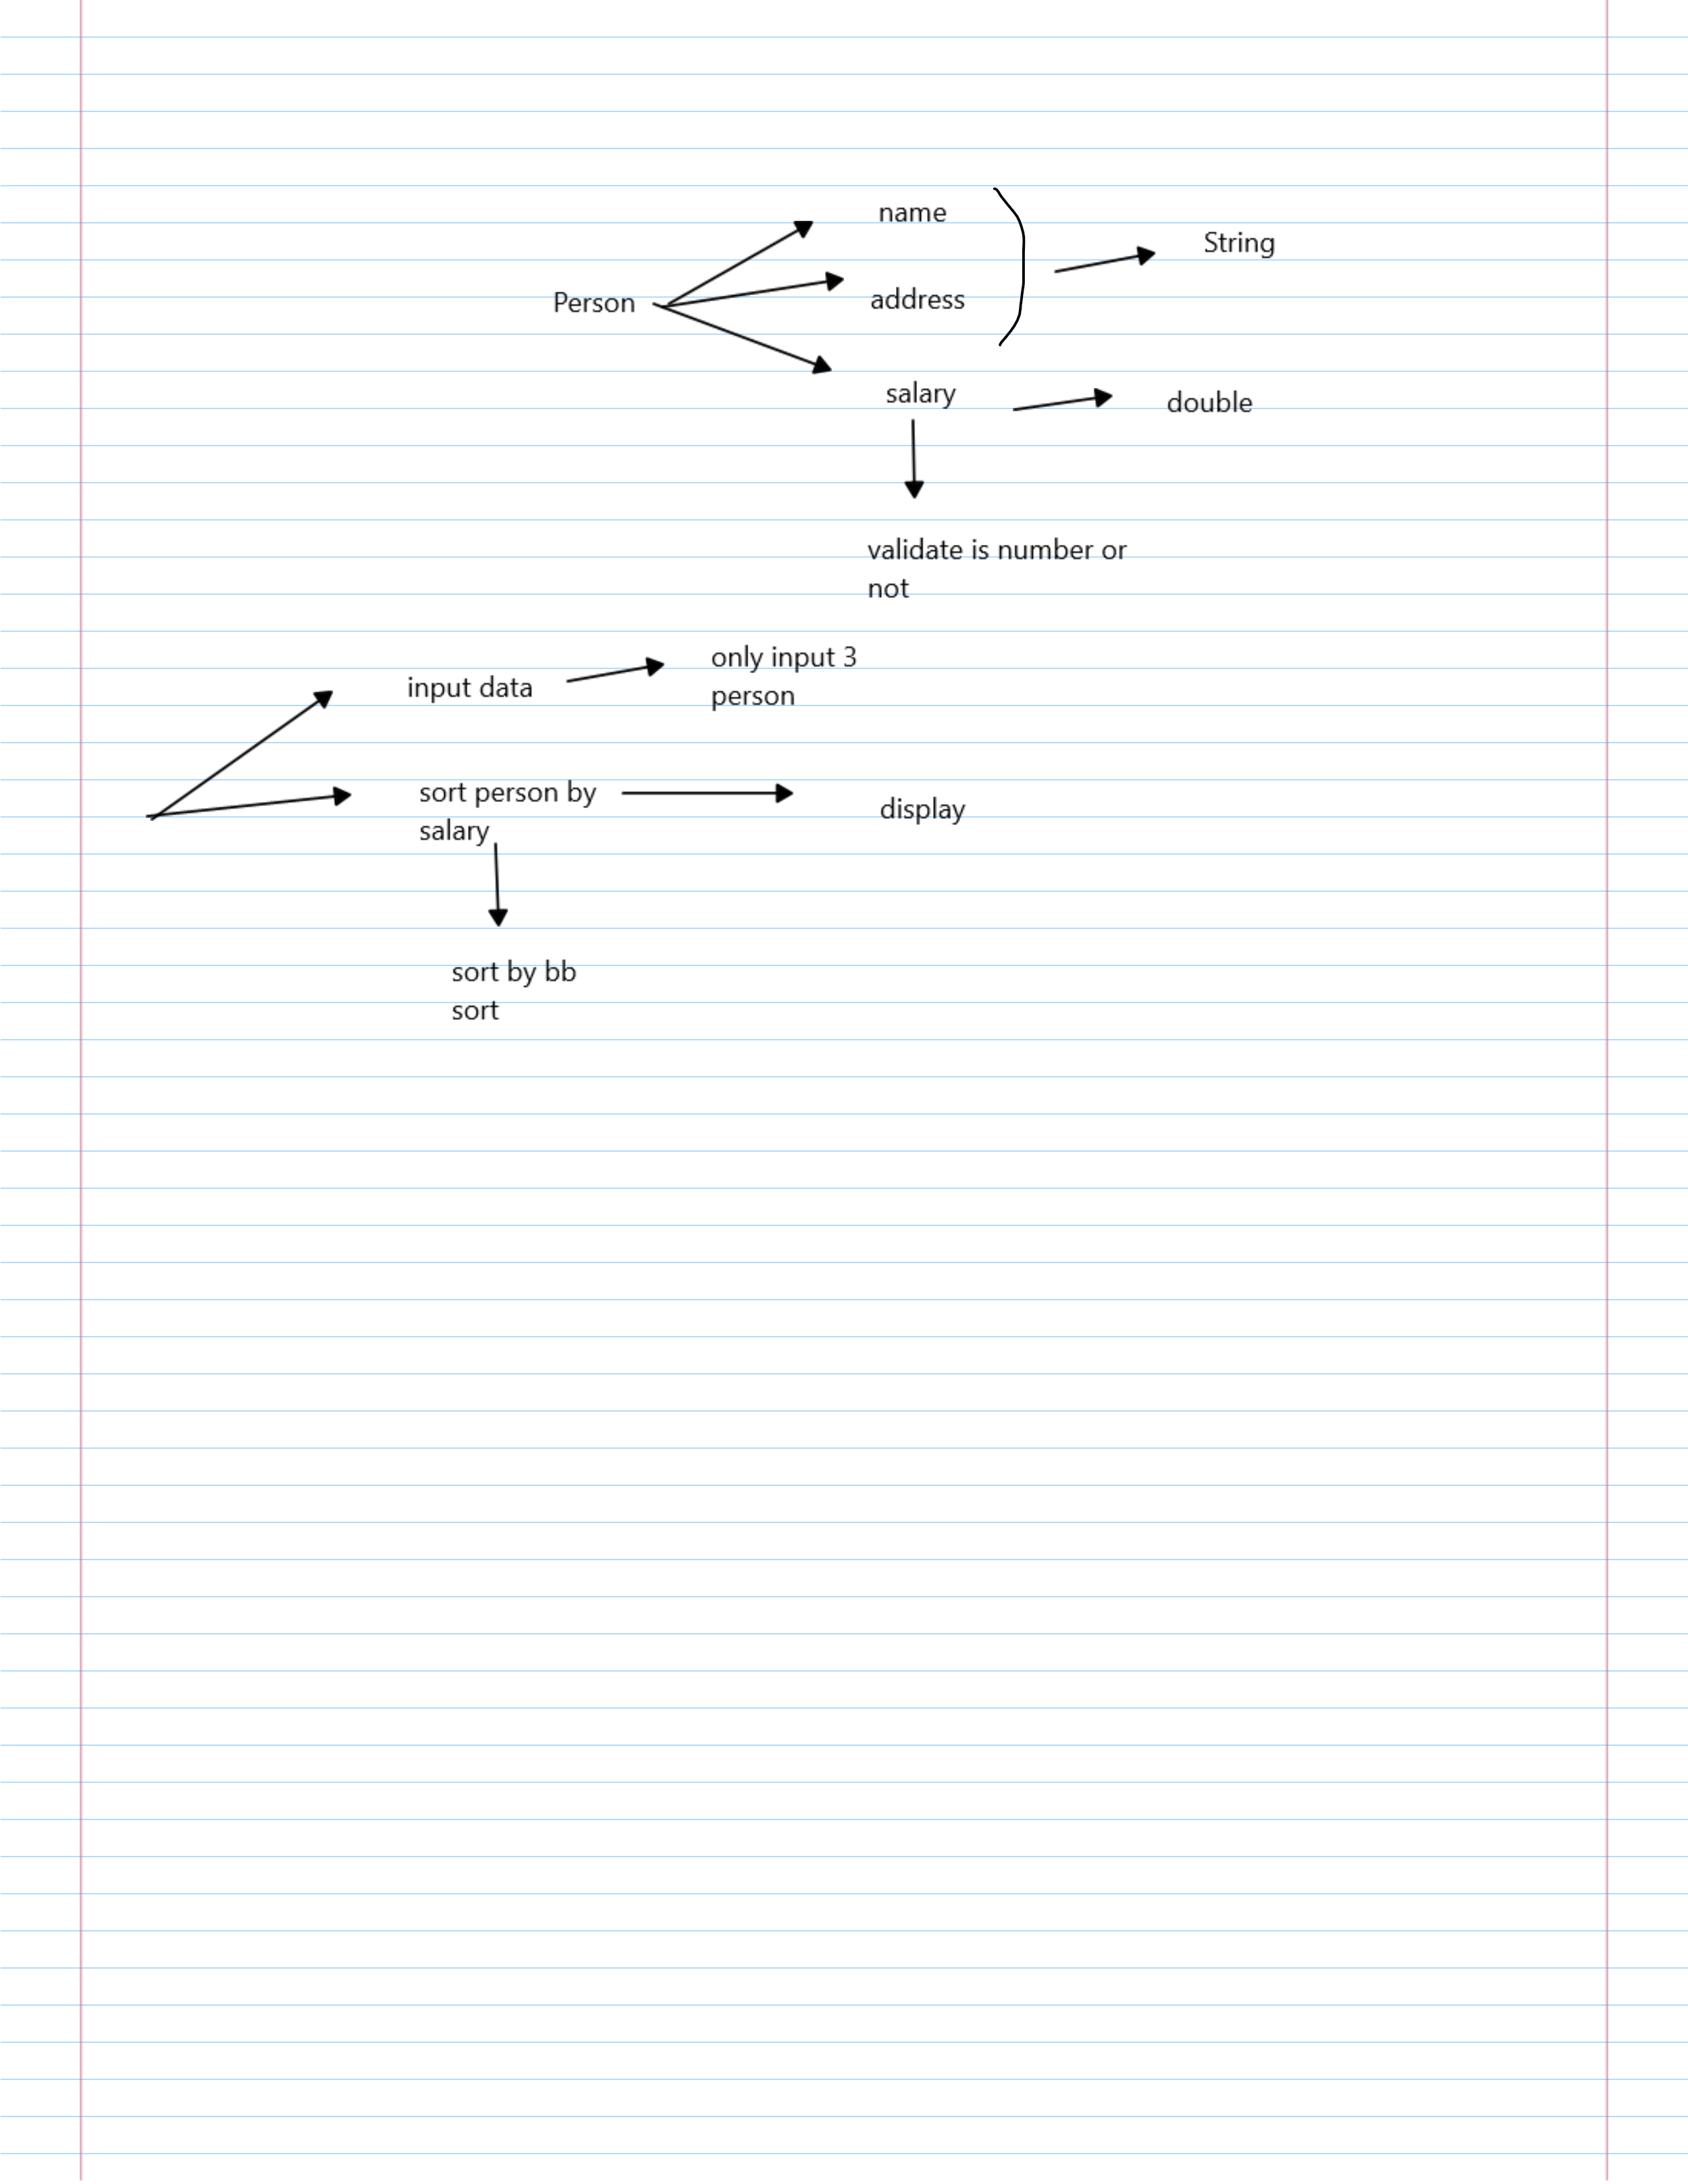 name
String
Person
address
salary
double
validate is number or
not
only input 3
person
input data
sort person by
salary
display
sort by bb
sort